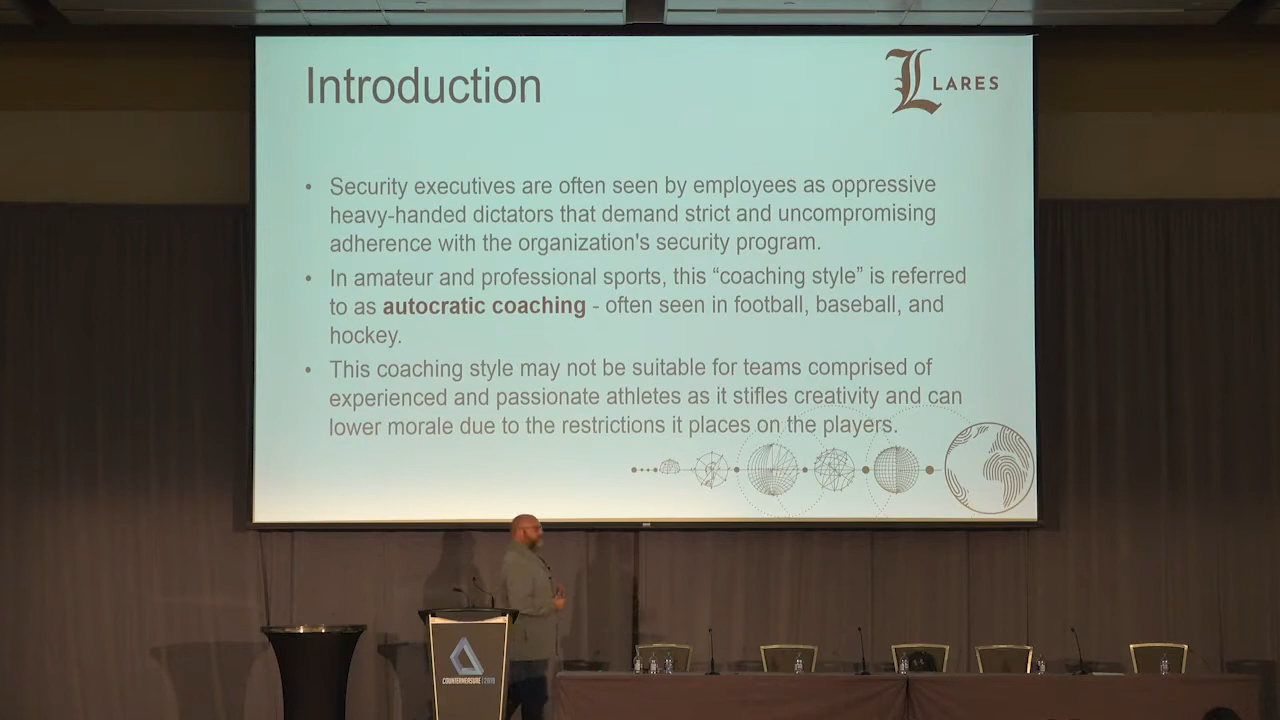 Introduction
L LARES
• Security executives are often seen by employees as oppressive
heavy-handed dictators that demand strict and uncompromising
adherence with the organization's security program.
• In amateur and professional sports, this “coaching style” is referred
to as autocratic coaching - often seen in football, baseball, and
hockey.
• This coaching style may not be suitable for teams comprised of
experienced and passionate athletes as it stifles creativity and can
lower morale due to the restrictions it places on the players.
COUNTERMEASURE | 2019